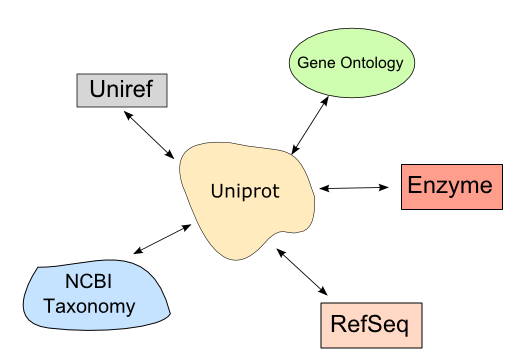 Gene Ontology
Uniref
Uniprot
Enzyme
NCBI
Taxonomy
RefSeq